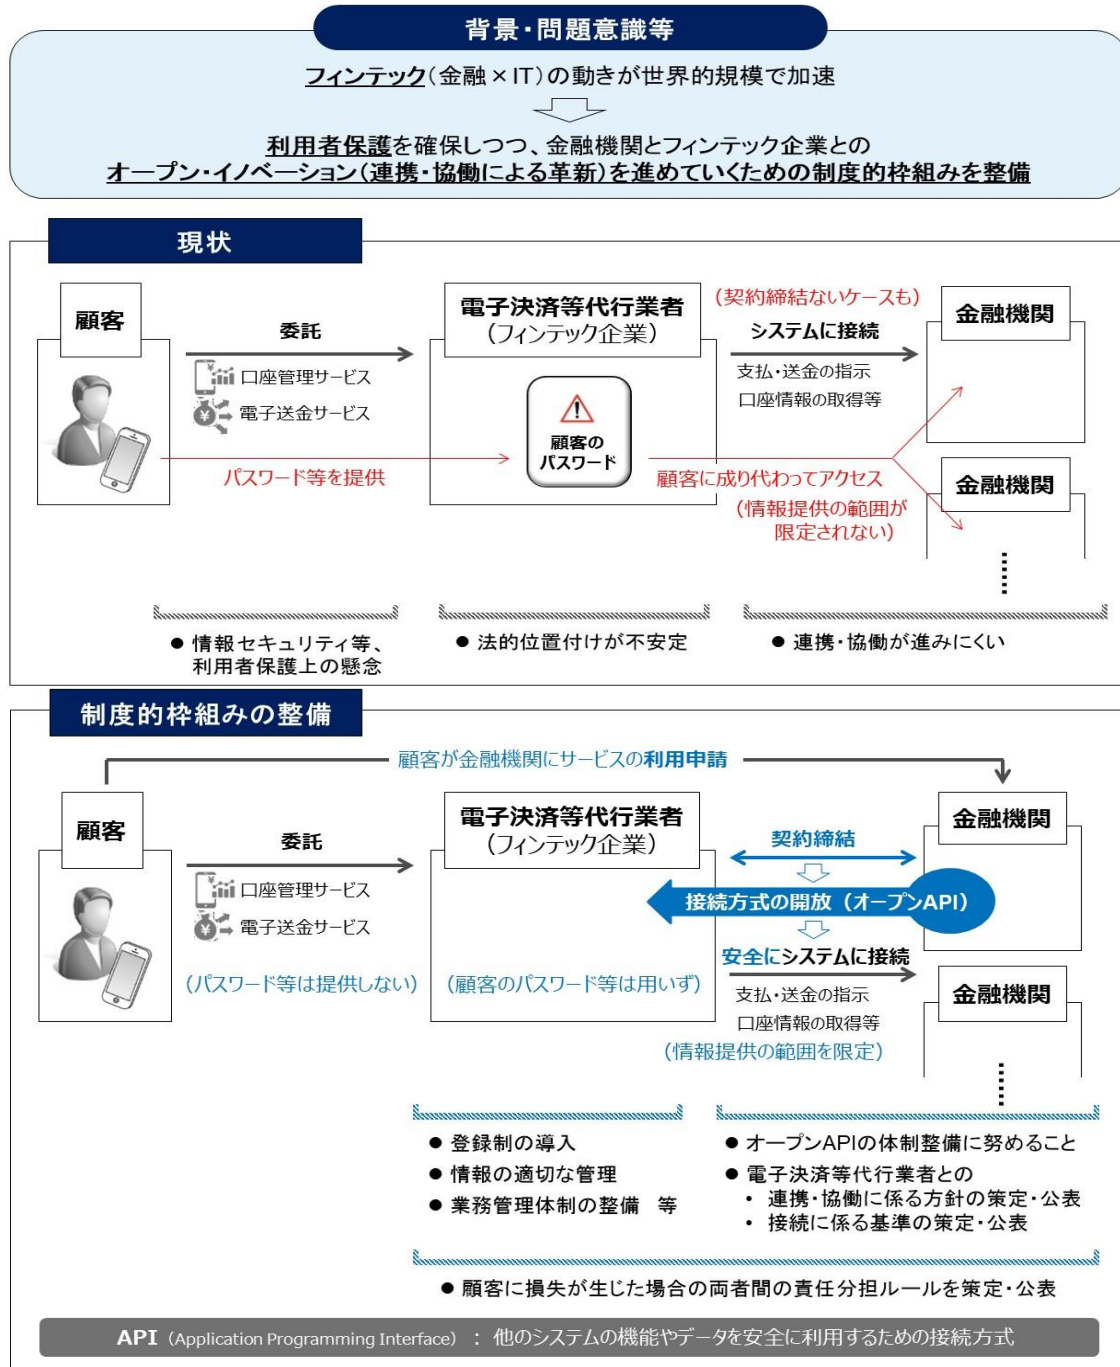 背景・問題意識等
フィンテック(金融×IT)の動きが世界的規模で加速
利用者保護を確保しつつ、金融機関とフィンテック企業との
オープン・イノベーション(連携・協働による革新)を進めていくための制度的枠組みを整備
現状
顧客
委託
口座管理サービス
電子送金サービス
パスワード等を提供
電子決済等代行業者
(フィンテック企業)
顧客の
パスワード
(契約締結ないケースも)
システムに接続
支払・送金の指示
口座情報の取得等
顧客に成り代わってアクセス
(情報提供の範囲が
限定されない)
金融機関
金融機関
● 情報セキュリティ等、
利用者保護上の懸念
● 法的位置付けが不安定
● 連携・協働が進みにくい
制度的枠組みの整備
顧客が金融機関にサービスの利用申請
顧客
委託
口座管理サービス
電子送金サービス
(パスワード等は提供しない)
電子決済等代行業者
(フィンテック企業)
(顧客のパスワード等は用いず)
契約締結
接続方式の開放(オープンAPI)
安全にシステムに接続
支払・送金の指示
口座情報の取得等
(情報提供の範囲を限定)
金融機関
金融機関
● 登録制の導入
● 情報の適切な管理
● 業務管理体制の整備 等
● オープンAPIの体制整備に努めること
● 電子決済等代行業者との
• 連携・協働に係る方針の策定・公表
• 接続に係る基準の策定・公表
● 顧客に損失が生じた場合の両者間の責任分担ルールを策定・公表
API (Application Programming Interface) : 他のシステムの機能やデータを安全に利用するための接続方式